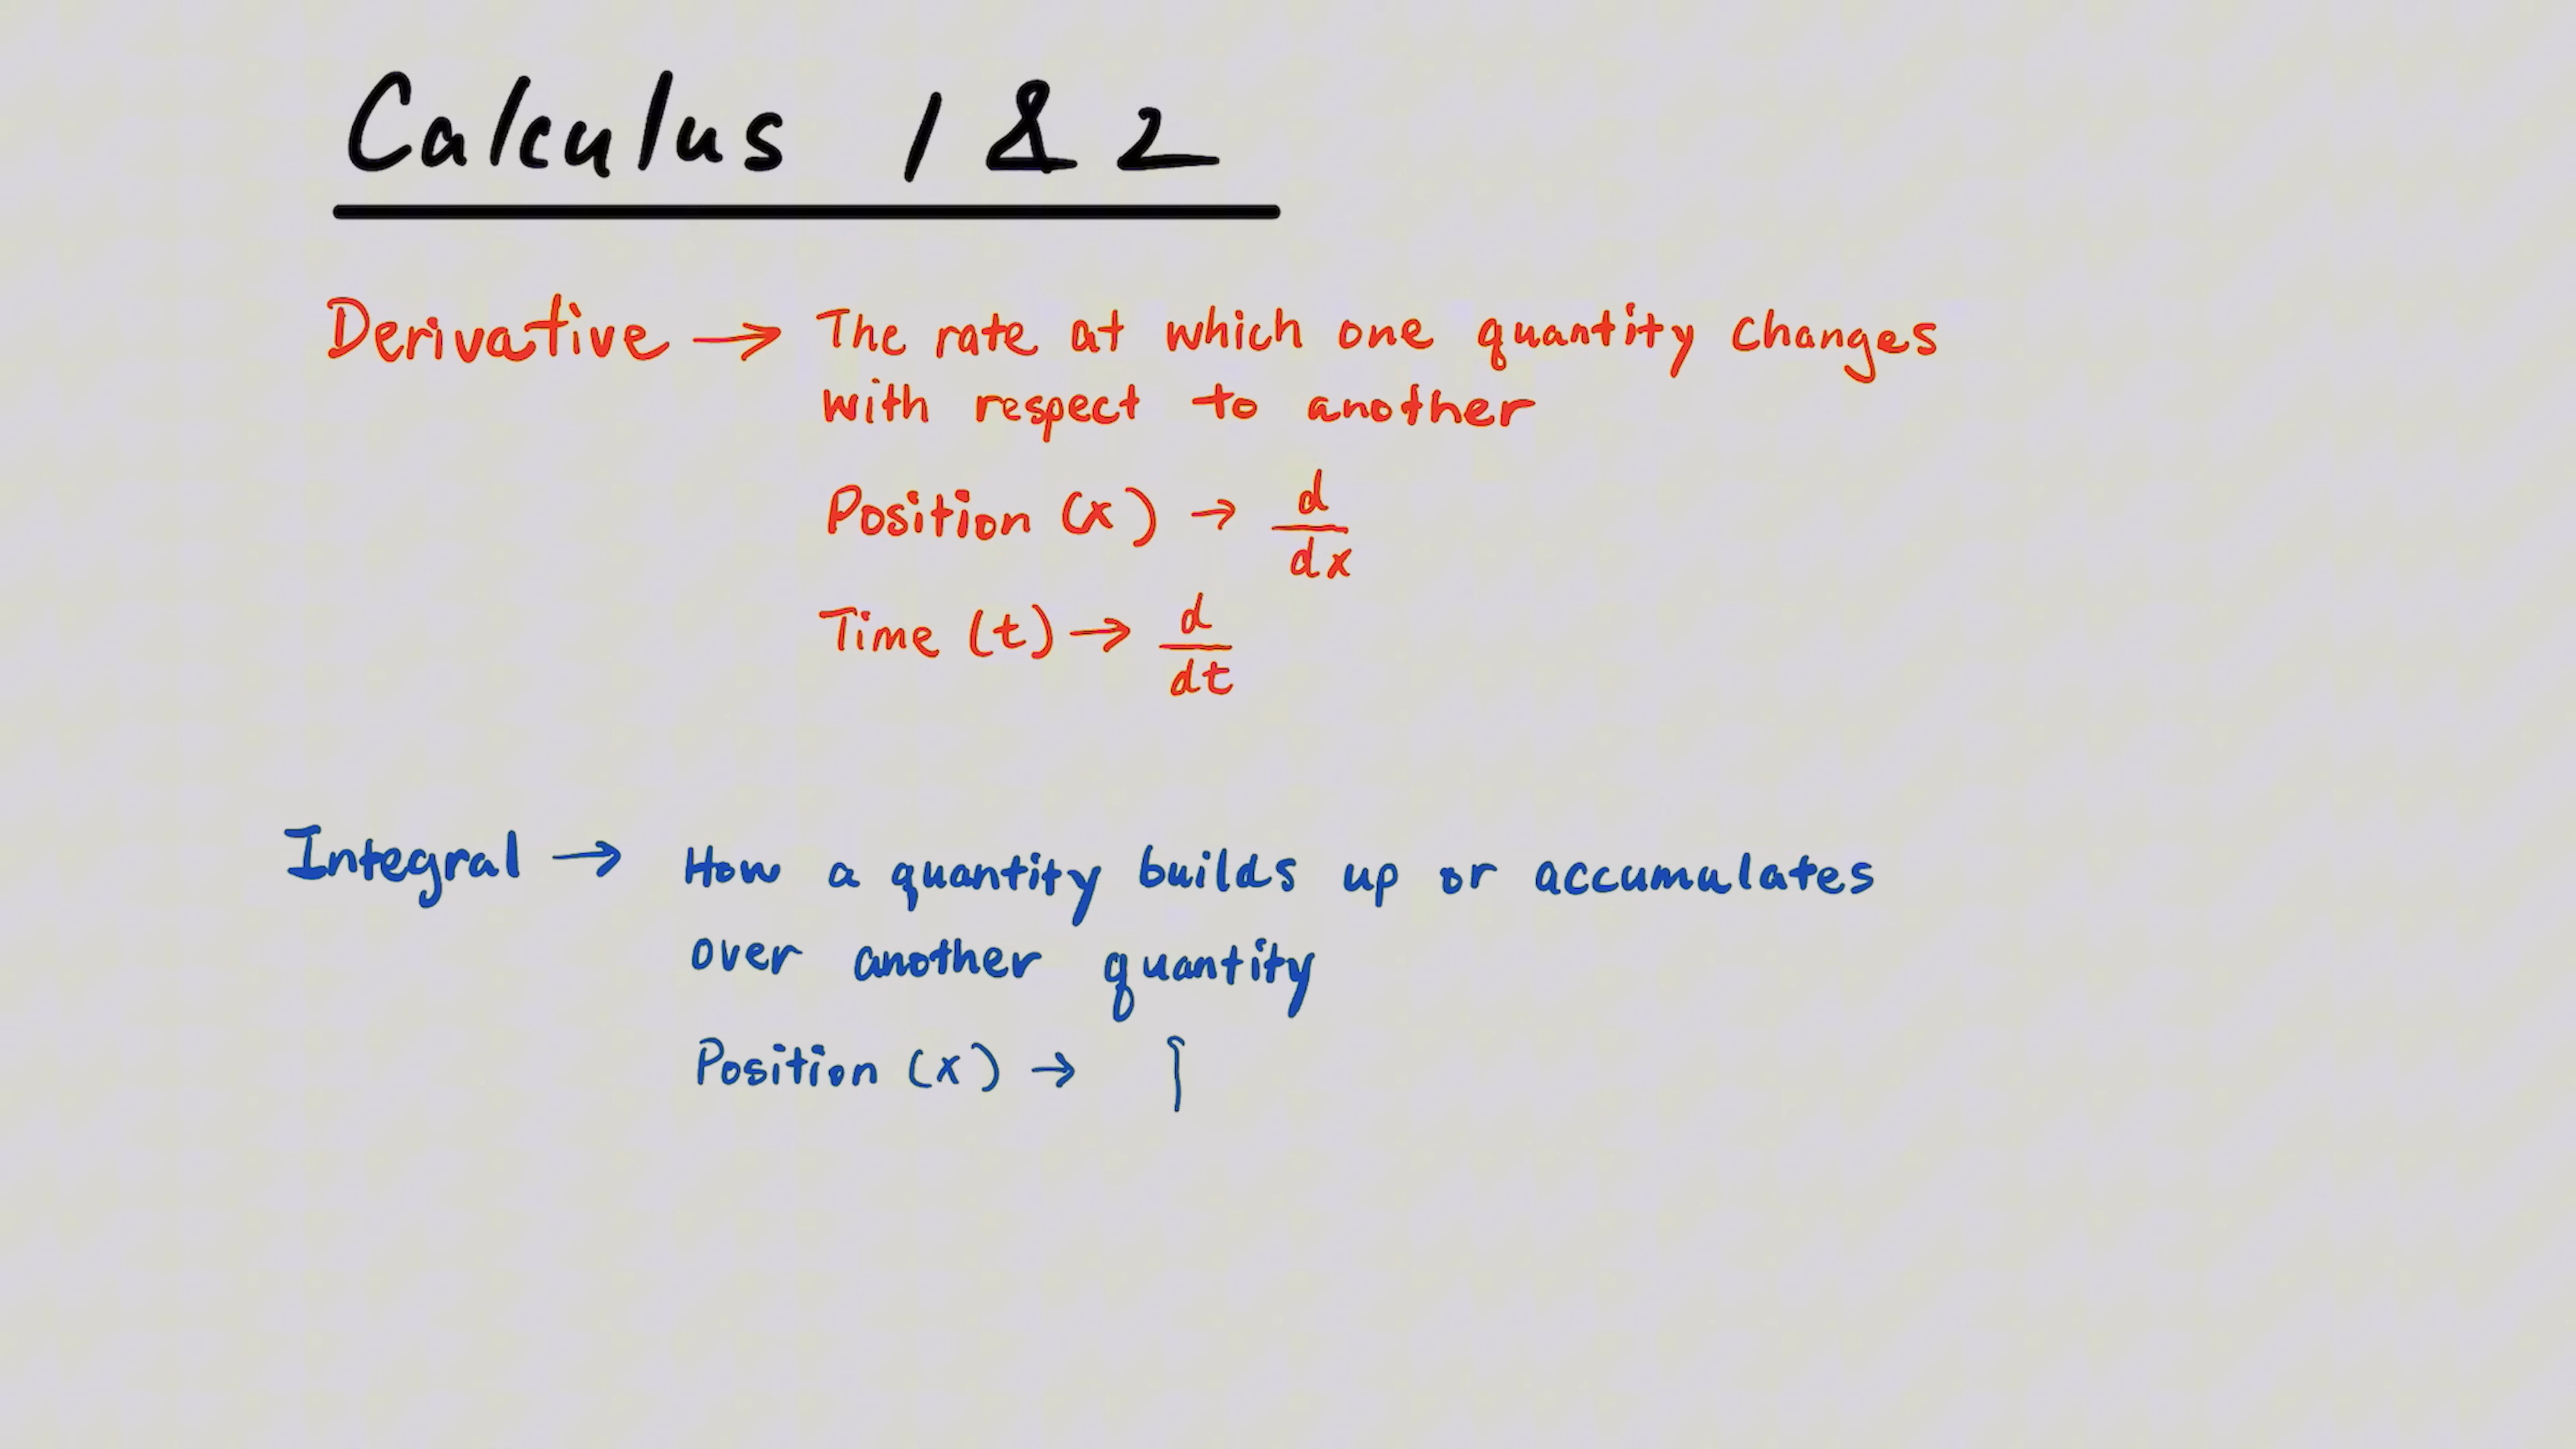 Calculus 1 & 2
Derivative → The rate at which one quantity changes
with respect to another
Position (x) → d/dx
Time (t) → d/dt
Integral → How a quantity builds up or accumulates
over another quantity
Position (x) → ∫